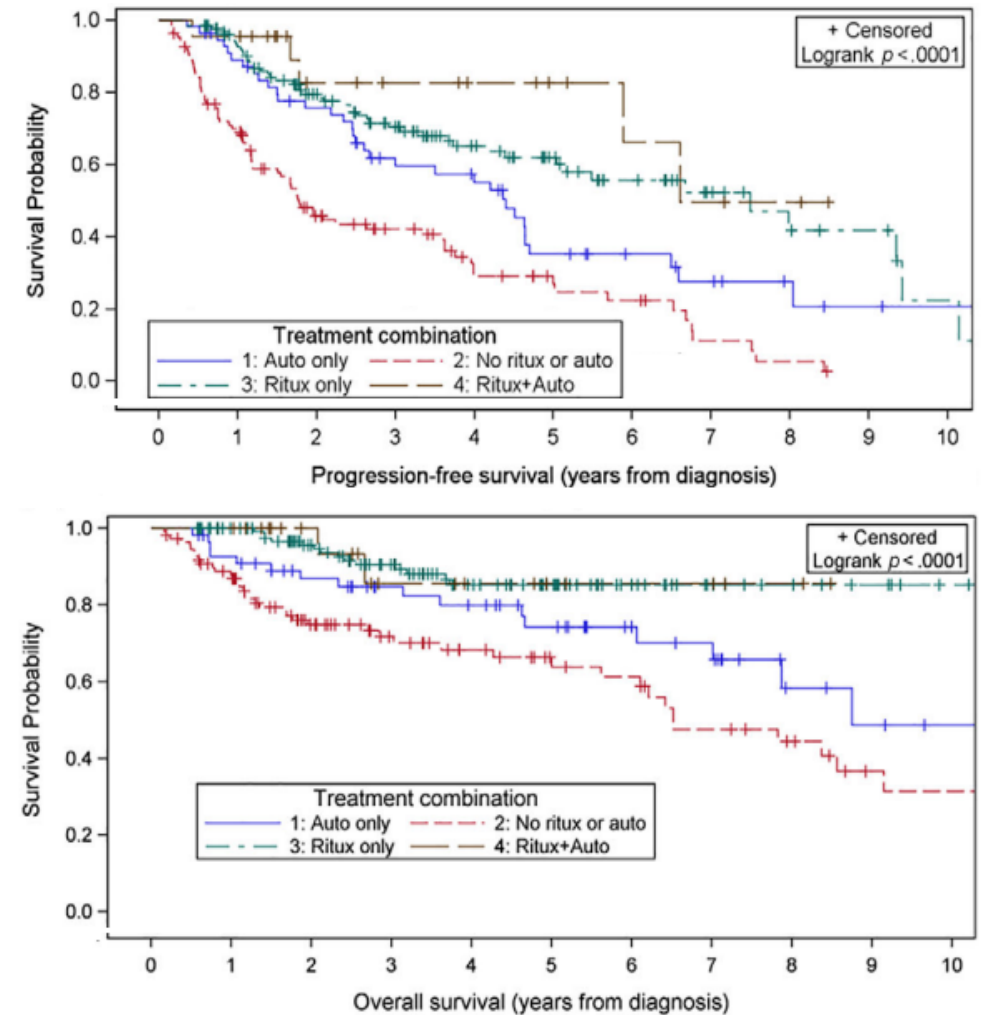 + Censored
Logrank p<.0001
1.0
0.8
0.6
0.4
0.2
0.0
Survival Probability
Treatment combination
1: Auto only 2: No ritux or auto
3: Ritux only 4: Ritux+Auto
0 1 2 3 4 5 6 7 8 9 10
Progression-free survival (years from diagnosis)
+ Censored
Logrank p<.0001
1.0
0.8
0.6
0.4
0.2
0.0
Survival Probability
Treatment combination
1: Auto only 2: No ritux or auto
3: Ritux only 4: Ritux+Auto
0 1 2 3 4 5 6 7 8 9 10
Overall survival (years from diagnosis)